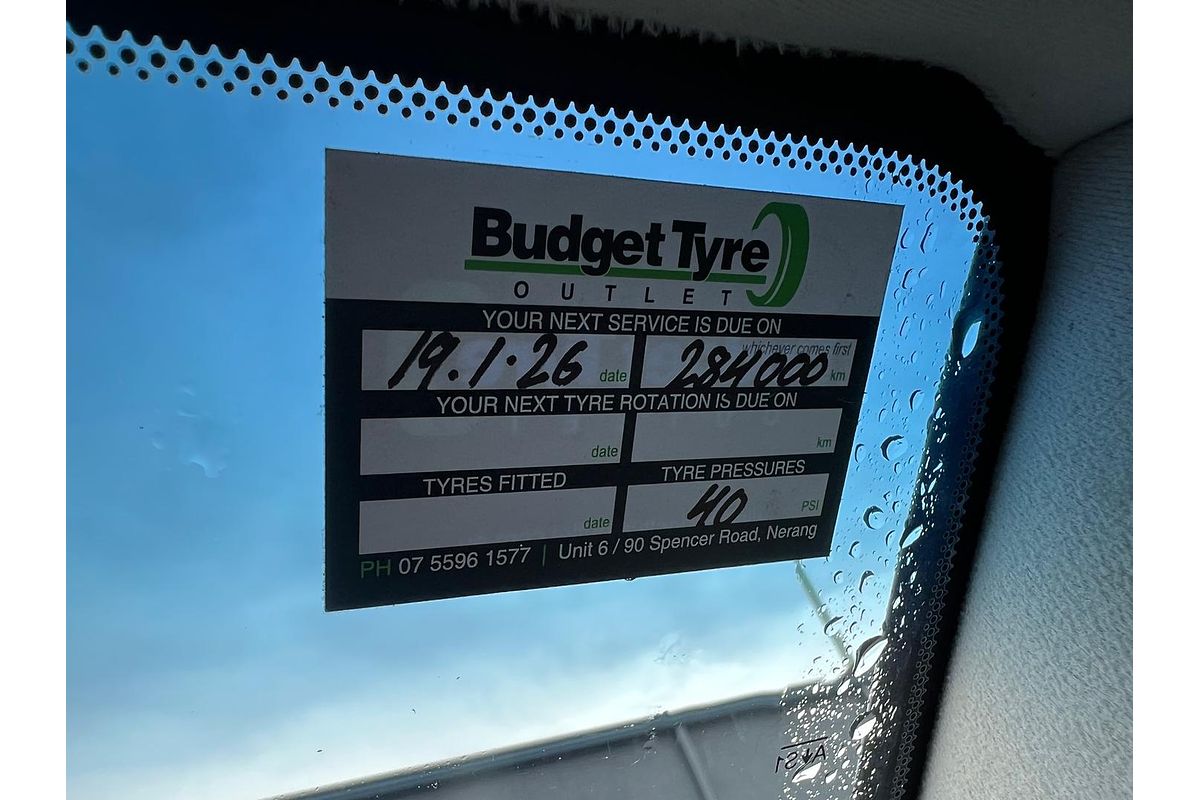 Budget Tyre
OUTLET
YOUR NEXT SERVICE IS DUE ON
whichever comes first
19.1.26 date 284000 km
YOUR NEXT TYRE ROTATION IS DUE ON
date km
TYRES FITTED TYRE PRESSURES
date 40 PSI
PH 07 5596 1577 | Unit 6 / 90 Spencer Road, Nerang
AS1